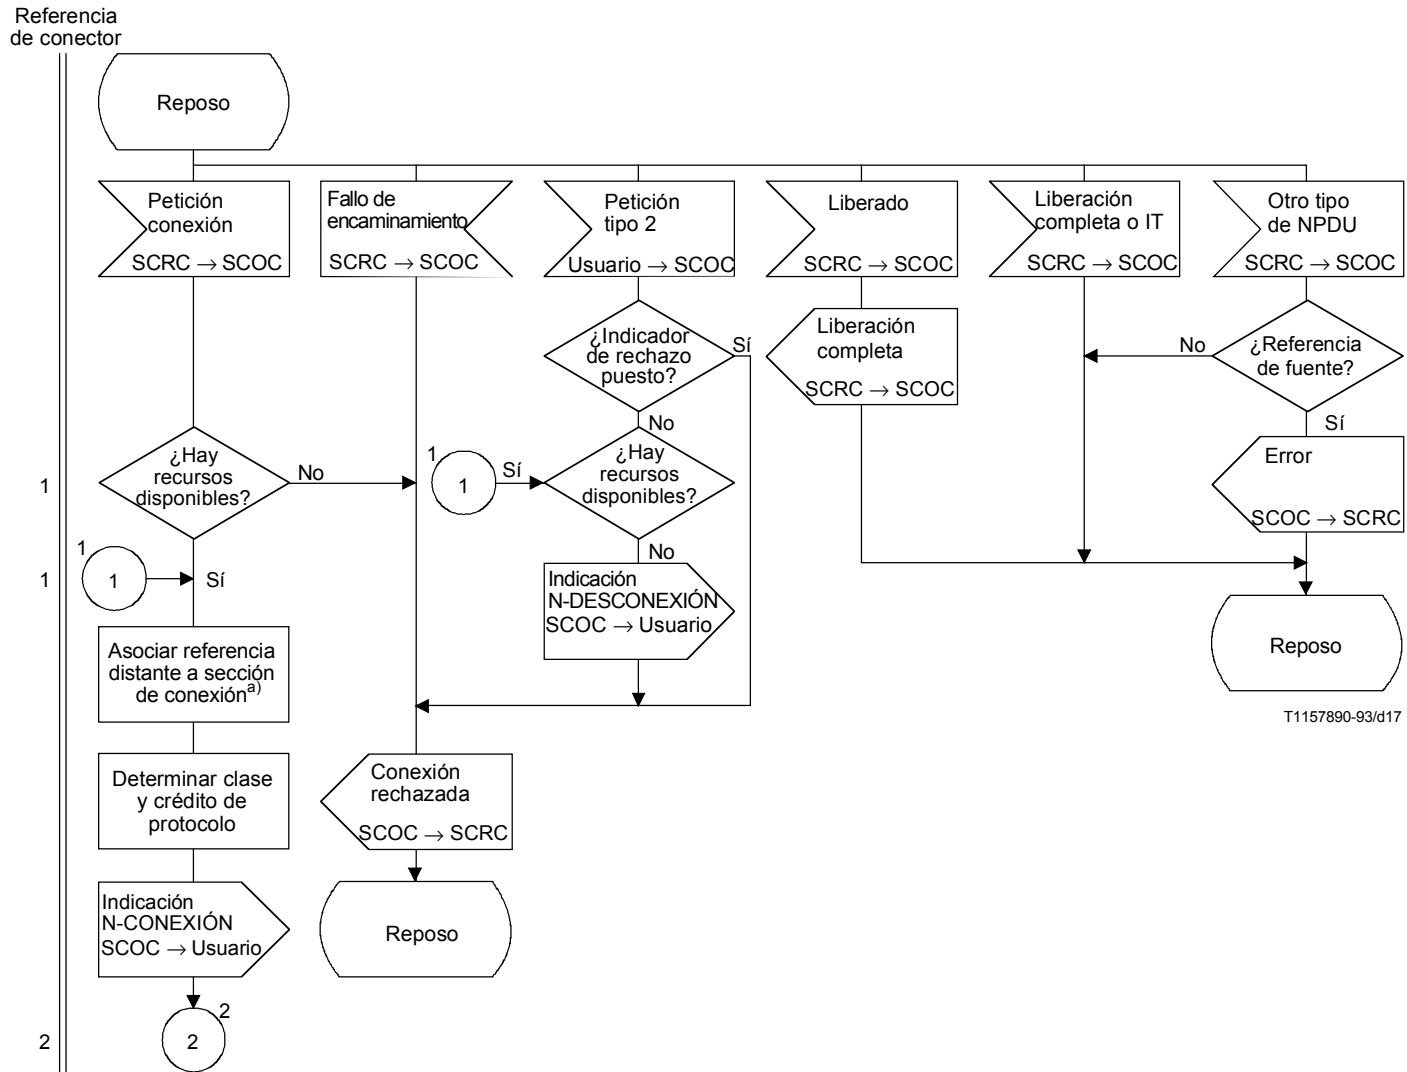 Referencia
de conector
Reposo
Petición
conexión
SCRC → SCOC
Fallo de
encaminamiento
SCRC → SCOC
Petición
tipo 2
Usuario → SCOC
Liberado
SCRC → SCOC
Liberación
completa o IT
SCRC → SCOC
Otro tipo
de NPDU
SCRC → SCOC
¿Indicador
de rechazo
puesto?
Sí
No
Liberación
completa
SCRC → SCOC
No
¿Referencia
de fuente?
Sí
1
¿Hay
recursos
disponibles?
No
1
1
Sí
¿Hay
recursos
disponibles?
No
Error
SCOC → SCRC
1
1
1
Sí
Indicación
N-DESCONEXIÓN
SCOC → Usuario
Reposo
T1157890-93/d17
Asociar referencia
distante a sección
de conexión a)
Determinar clase
y crédito de
protocolo
Conexión
rechazada
SCOC → SCRC
Indicación
N-CONEXIÓN
SCOC → Usuario
Reposo
2
2
2